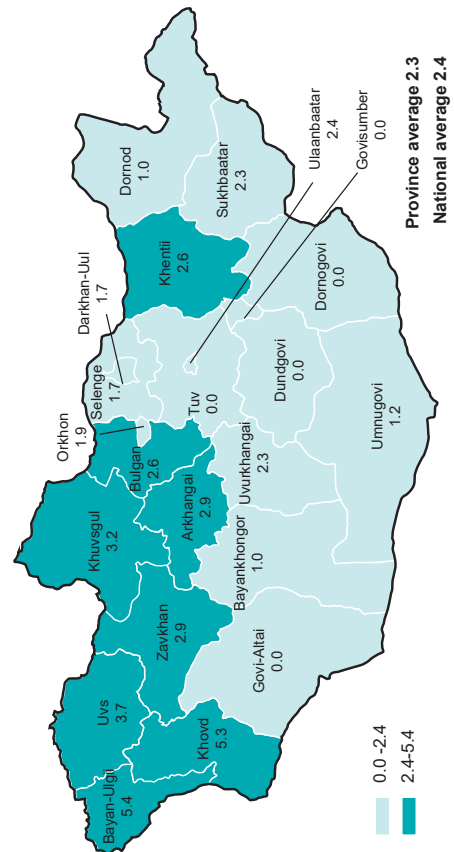 Bayan-Ulgii
5.4
Uvs
3.7
Khovd
5.3
Zavkhan
2.9
Govi-Altai
0.0
Khuvsgul
3.2
Arkhangai
2.9
Bayankhongor
1.0
Orkhon
1.9
Bulgan
2.6
Uvurkhangai
2.3
Selenge
1.7
Darkhan-Uul
1.7
Tuv
0.0
Dundgovi
0.0
Umnugovi
1.2
Khentii
2.6
Dornod
1.0
Sukhbaatar
2.3
Dornogovi
0.0
Ulaanbaatar
2.4
Govisumber
0.0
0.0 -2.4
2.4-5.4
Province average 2.3
National average 2.4